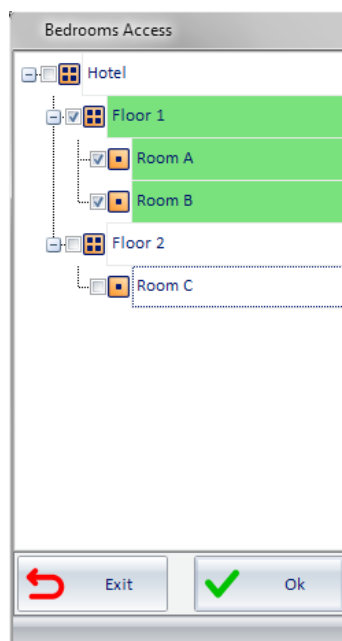 Bedrooms Access
Hotel
Floor 1
Room A
Room B
Floor 2
Room C
Exit
Ok